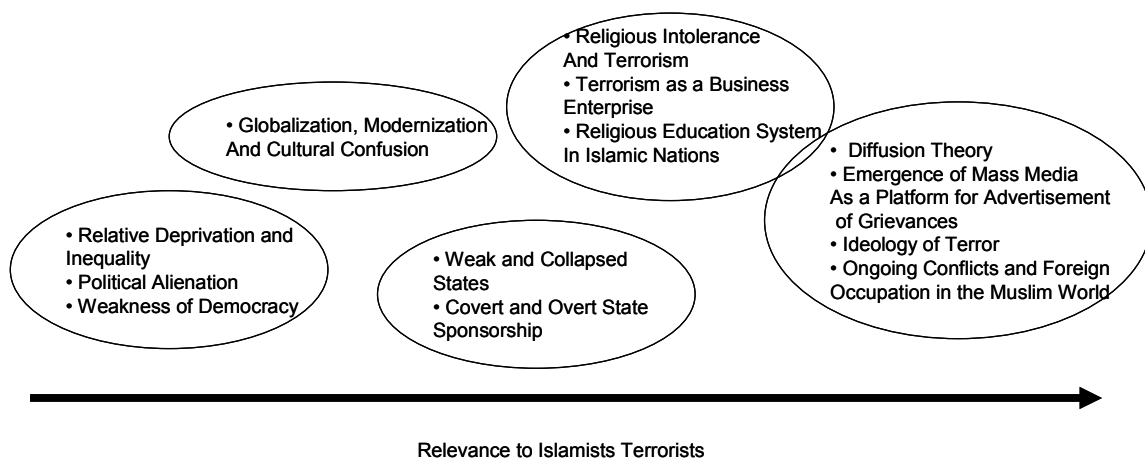 • Religious Intolerance
And Terrorism
• Terrorism as a Business
Enterprise
• Religious Education System
In Islamic Nations
• Globalization, Modernization
And Cultural Confusion
• Diffusion Theory
• Emergence of Mass Media
As a Platform for Advertisement
of Grievances
• Ideology of Terror
• Ongoing Conflicts and Foreign
Occupation in the Muslim World
• Relative Deprivation and
Inequality
• Political Alienation
• Weakness of Democracy
• Weak and Collapsed
States
• Covert and Overt State
Sponsorship
Relevance to Islamists Terrorists